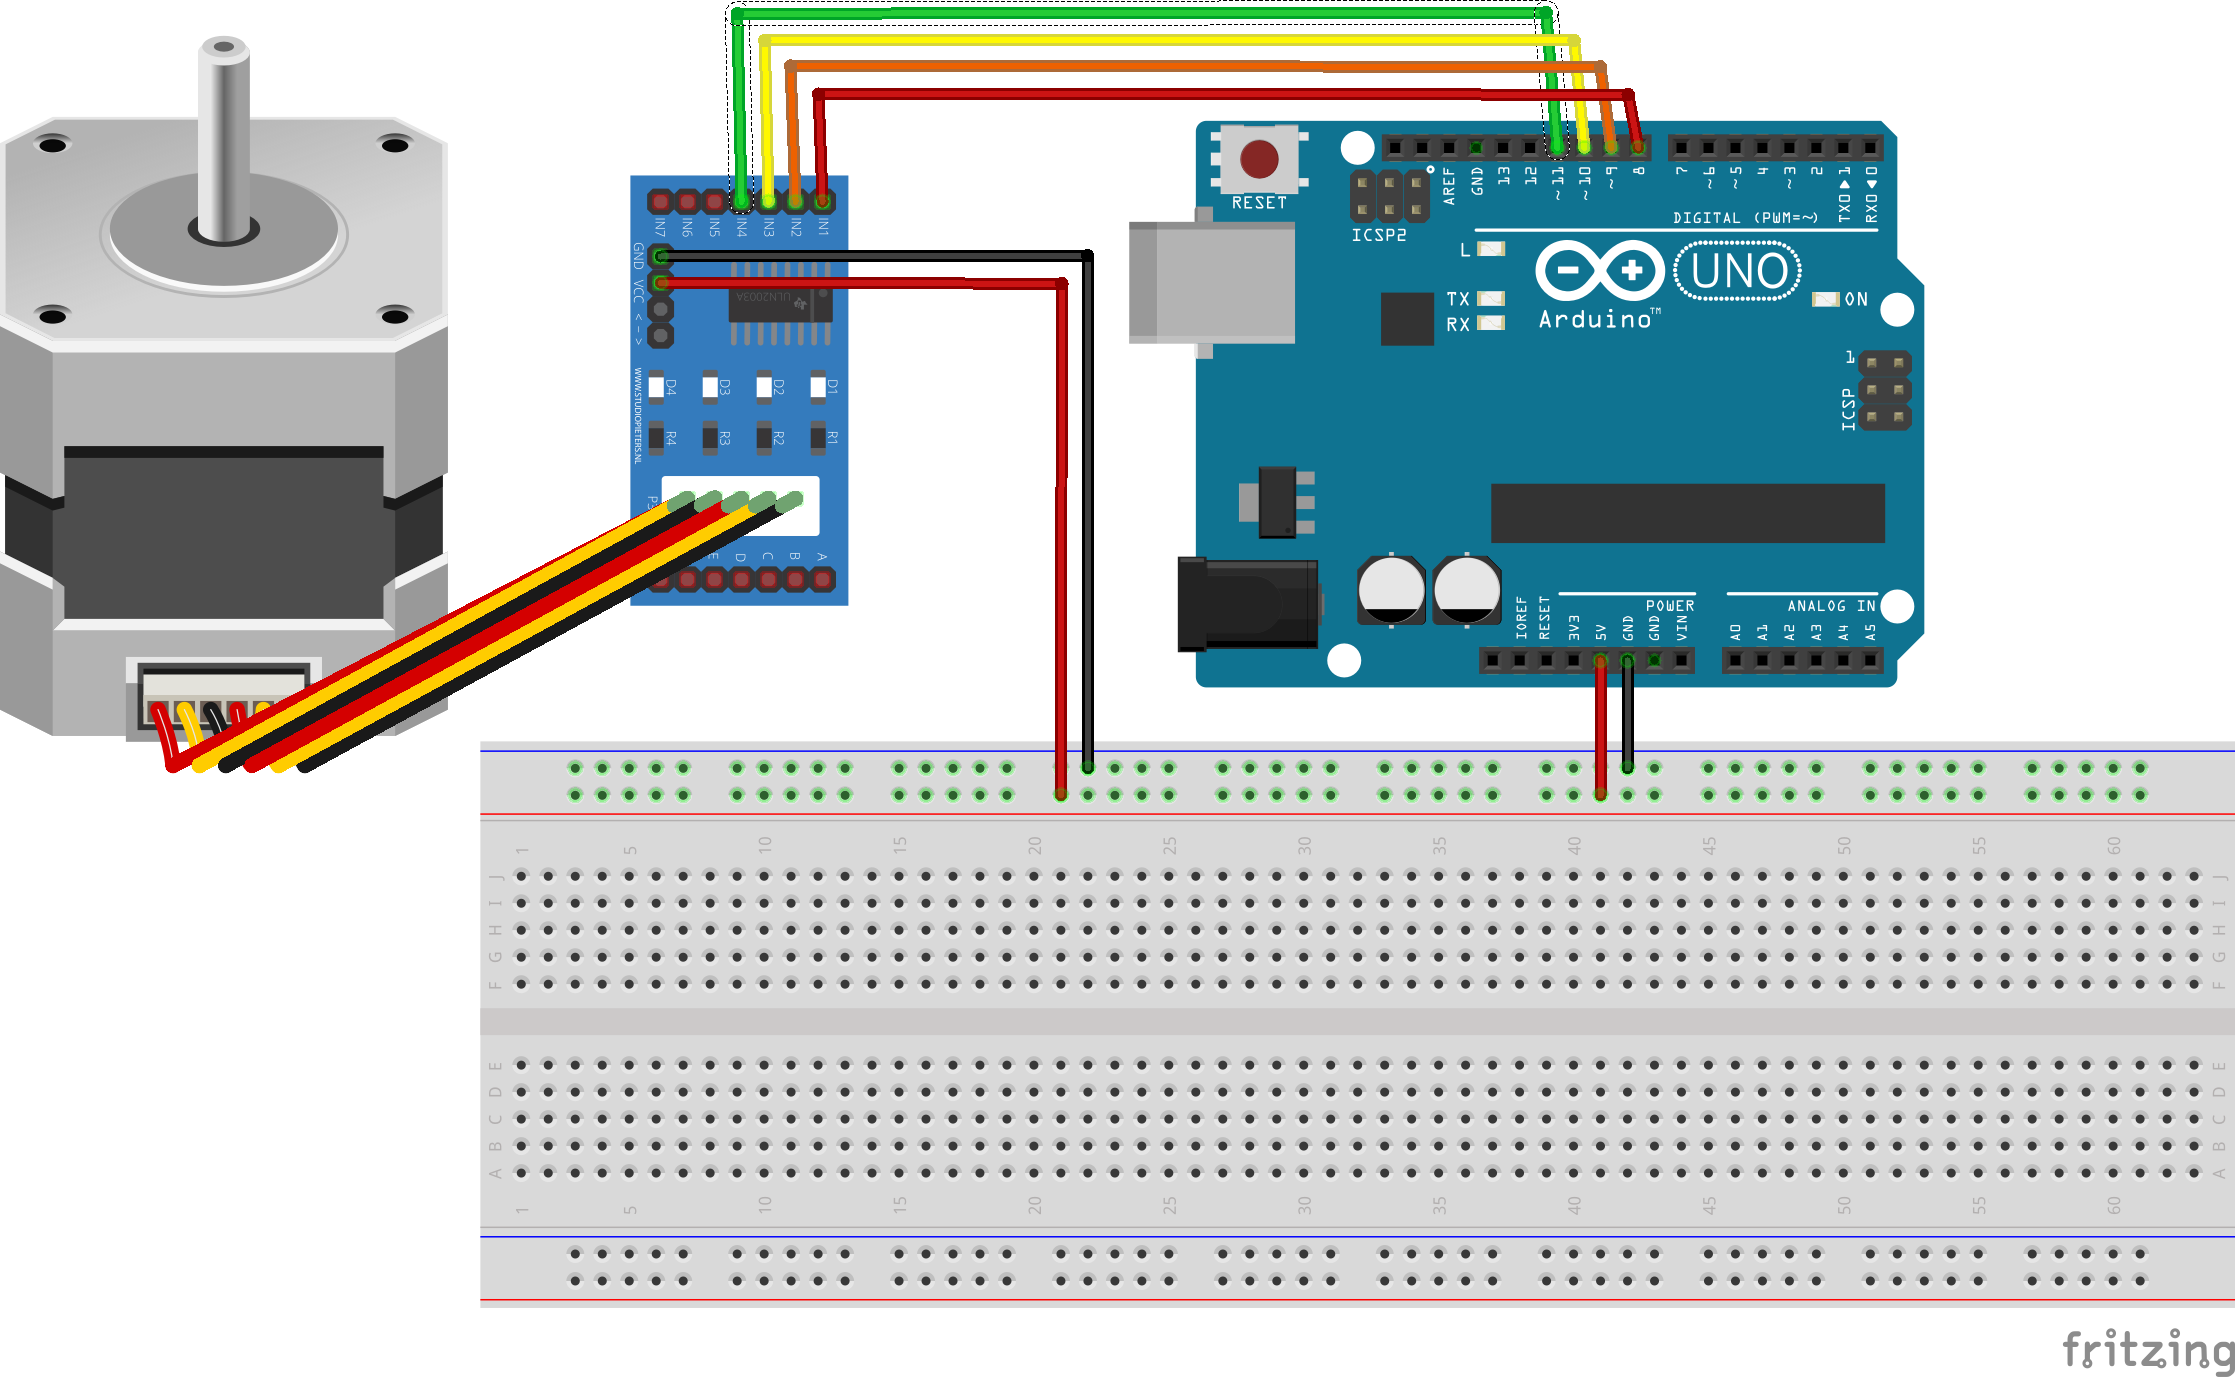 RESET
ICSP2
AREF
GND
13
12
~11
~10
~9
8
7
~6
~5
4
~3
2
TX0▶1
RX0◀0
DIGITAL (PWM=~)
L
TX
RX
UNO
Arduino™
ON
1
ICSP
IOREF
RESET
3V3
5V
GND
GND
VIN
POWER
ANALOG IN
A0
A1
A2
A3
A4
A5
IN7
IN6
IN5
IN4
IN3
IN2
IN1
GND
VCC
< - >
ULN2003A
D4
D3
D2
D1
R4
R3
R2
R1
WWW.STUDIOPIETERS.NL
D
C
B
A
1 5 10 15 20 25 30 35 40 45 50 55 60
J J
I I
H H
G G
F F
E E
D D
C C
B B
A A
1 5 10 15 20 25 30 35 40 45 50 55 60
fritzing